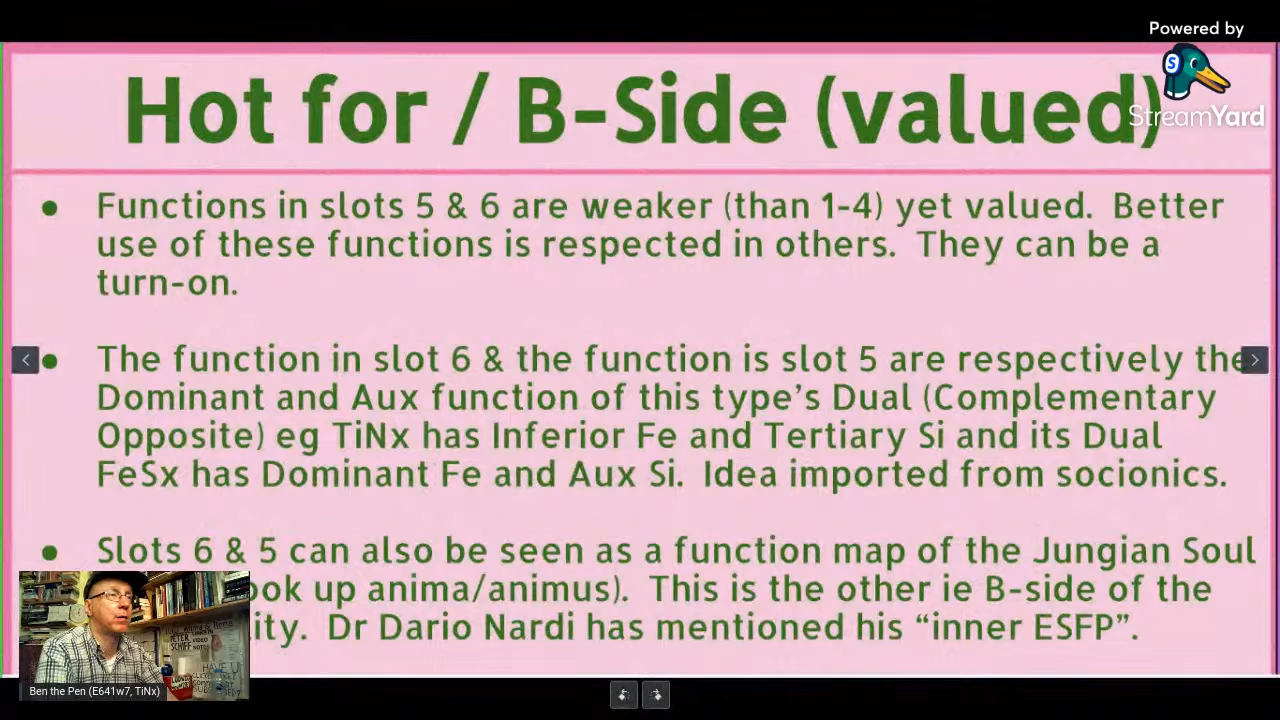 Powered by
StreamYard
Hot for / B-Side (valued)
Functions in slots 5 & 6 are weaker (than 1-4) yet valued. Better
use of these functions is respected in others. They can be a
turn-on.
The function in slot 6 & the function is slot 5 are respectively the
Dominant and Aux function of this type's Dual (Complementary
Opposite) eg TiNx has Inferior Fe and Tertiary Si and its Dual
FeSx has Dominant Fe and Aux Si. Idea imported from socionics.
Slots 6 & 5 can also be seen as a function map of the Jungian Soul
ook up anima/animus). This is the other ie B-side of the
ity. Dr Dario Nardi has mentioned his “inner ESFP”.
PETER
SCHIFF
VIDEO
HAVE U
Ben the Pen (E641w7, TiNx)